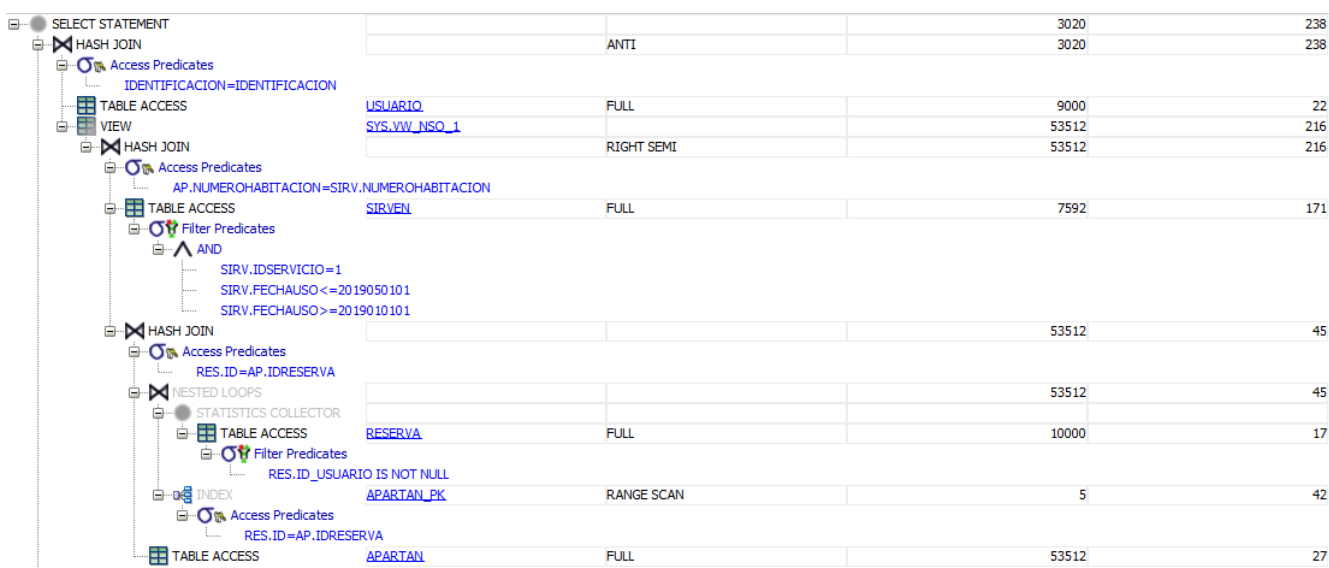 SELECT STATEMENT 3020 238
HASH JOIN ANTI 3020 238
Access Predicates
IDENTIFICACION=IDENTIFICACION
TABLE ACCESS USUARIO FULL 9000 22
VIEW SYS.VW_NSO_1 53512 216
HASH JOIN RIGHT SEMI 53512 216
Access Predicates
AP.NUMEROHABITACION=SIRV.NUMEROHABITACION
TABLE ACCESS SIRVEN FULL 7592 171
Filter Predicates
AND
SIRV.IDSERVICIO=1
SIRV.FECHAUSO<=2019050101
SIRV.FECHAUSO>=2019010101
HASH JOIN 53512 45
Access Predicates
RES.ID=AP.IDRESERVA
NESTED LOOPS 53512 45
STATISTICS COLLECTOR
TABLE ACCESS RESERVA FULL 10000 17
Filter Predicates
RES.ID_USUARIO IS NOT NULL
INDEX APARTAN_PK RANGE SCAN 5 42
Access Predicates
RES.ID=AP.IDRESERVA
TABLE ACCESS APARTAN FULL 53512 27